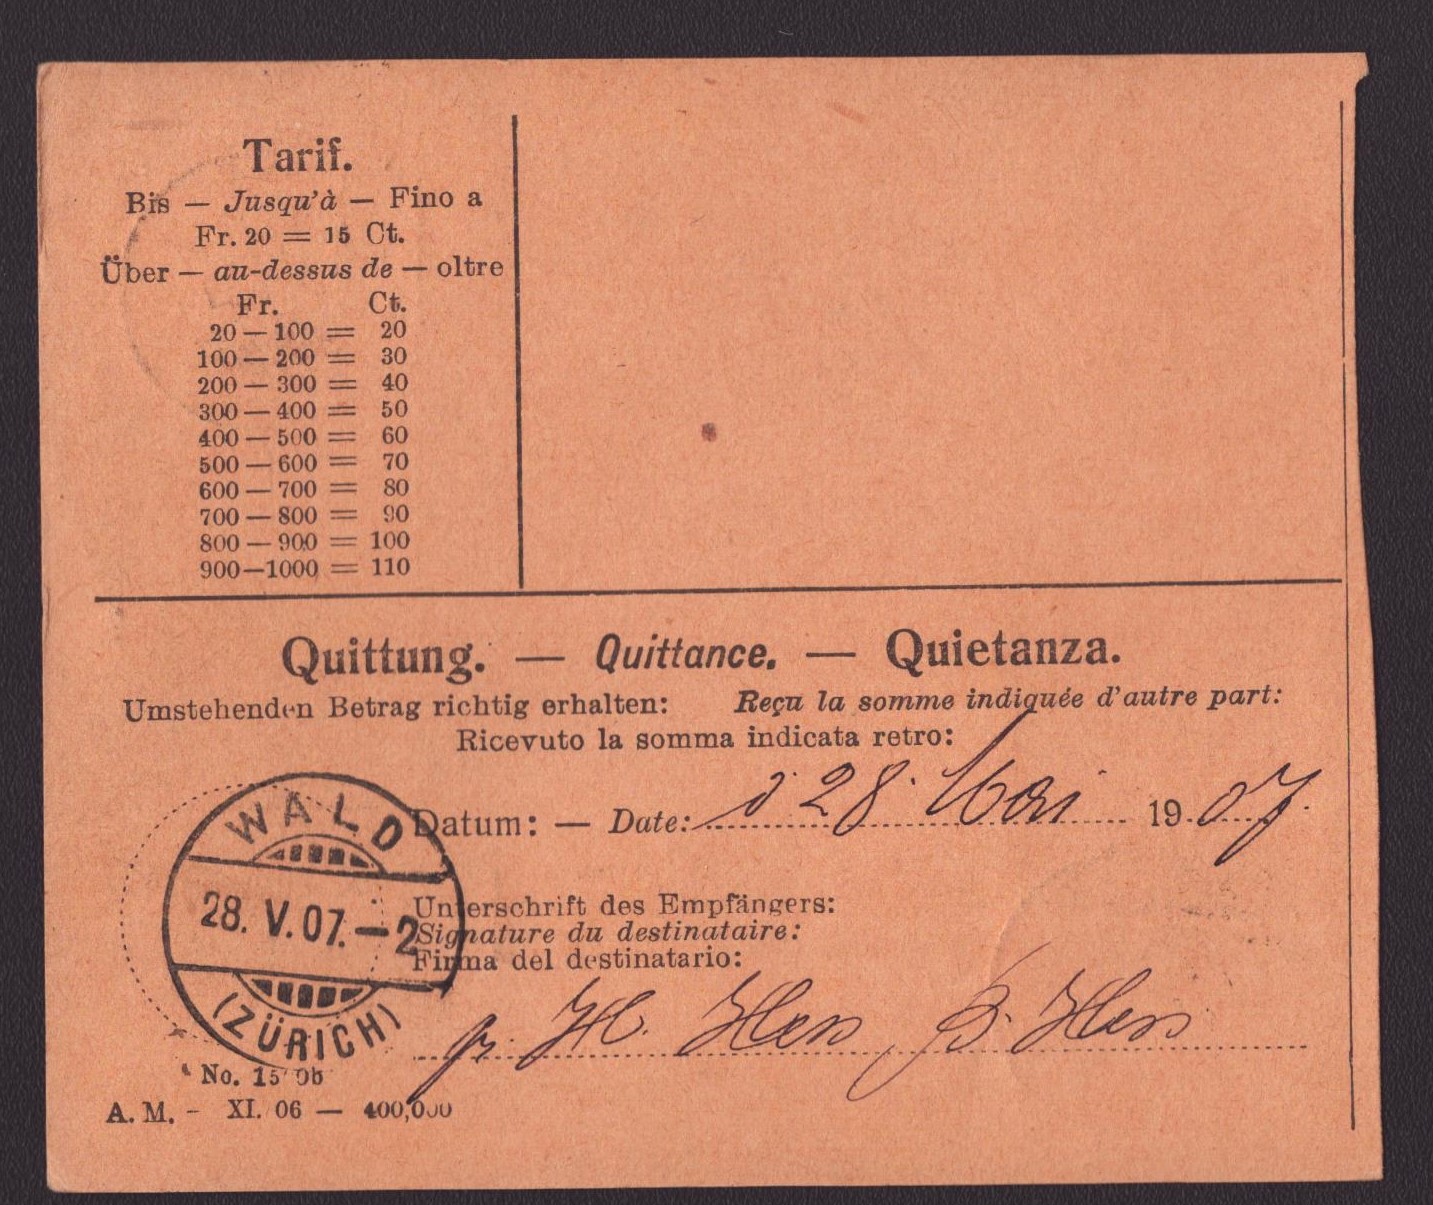 Tarif.
Bis — Jusqu'à — Fino a
Fr. 20 = 15 Ct.
Über — au-dessus de — oltre
Fr. Ct.
20 — 100 = 20
100 — 200 = 30
200 — 300 = 40
300 — 400 = 50
400 — 500 = 60
500 — 600 = 70
600 — 700 = 80
700 — 800 = 90
800 — 900 = 100
900—1000 = 110
Quittung. — Quittance. — Quietanza.
Umstehenden Betrag richtig erhalten: Reçu la somme indiquée d'autre part:
Ricevuto la somma indicata retro:
Datum: — Date: d 28. Mai 1907.
WALD
28. V. 07.—2
(ZÜRICH)
Unterschrift des Empfängers:
Signature du destinataire:
Firma del destinatario:
p. H. Hess B. Hess
No. 15
A. M. - XI. 06 — 400,000